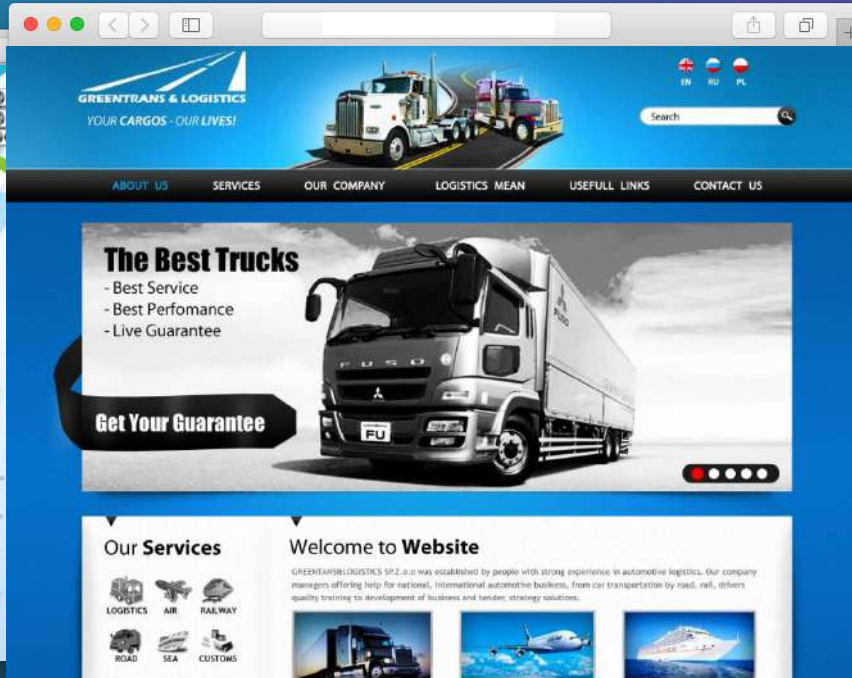 GREENTRANS & LOGISTICS
YOUR CARGOS - OUR LIVES!
EN RU PL
Search
ABOUT US SERVICES OUR COMPANY LOGISTICS MEAN USEFULL LINKS CONTACT US
The Best Trucks
- Best Service
- Best Perfomance
- Live Guarantee
FUSO
FUSO
FU
Get Your Guarantee
Our Services
LOGISTICS AIR RAILWAY
ROAD SEA CUSTOMS
Welcome to Website
GREENTANS&LOGISTICS SP.Z.o.o was established by people with strong experience in automotive logistics. Our company
managers offering help for national, international automotive business, from car transportation by road, rail, drivers
quality training to development of business and tender, strategy solutions.